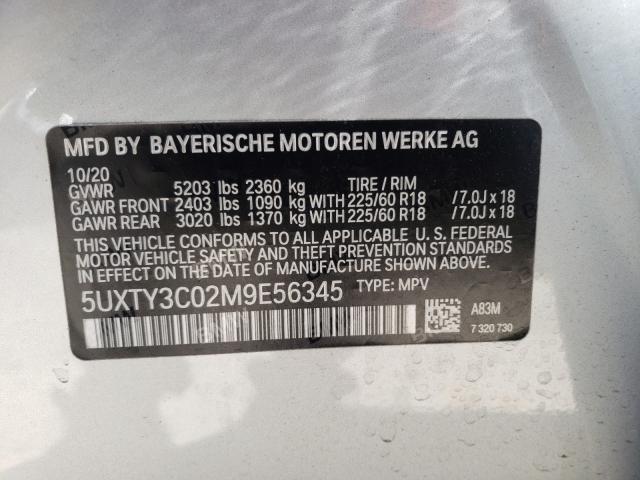 MFD BY BAYERISCHE MOTOREN WERKE AG
10/20
GVWR 5203 lbs 2360 kg TIRE / RIM
GAWR FRONT 2403 lbs 1090 kg WITH 225/60 R18 /7.0J x 18
GAWR REAR 3020 lbs 1370 kg WITH 225/60 R18 /7.0J x 18
THIS VEHICLE CONFORMS TO ALL APPLICABLE U. S. FEDERAL
MOTOR VEHICLE SAFETY, BUMPER AND THEFT PREVENTION
STANDARDS IN EFFECT ON THE DATE OF MANUFACTURE SHOWN ABOVE.
5UXTY3C02M9E56345 TYPE: MPV
A83M
7 320 730